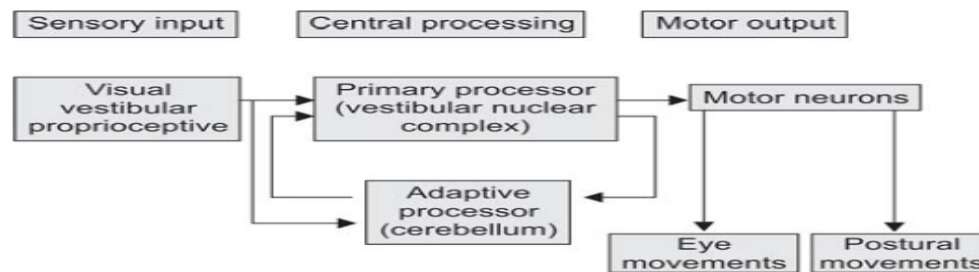 Sensory input
Central processing
Motor output
Visual
vestibular
proprioceptive
Primary processor
(vestibular nuclear
complex)
Motor neurons
Adaptive
processor
(cerebellum)
Eye
movements
Postural
movements